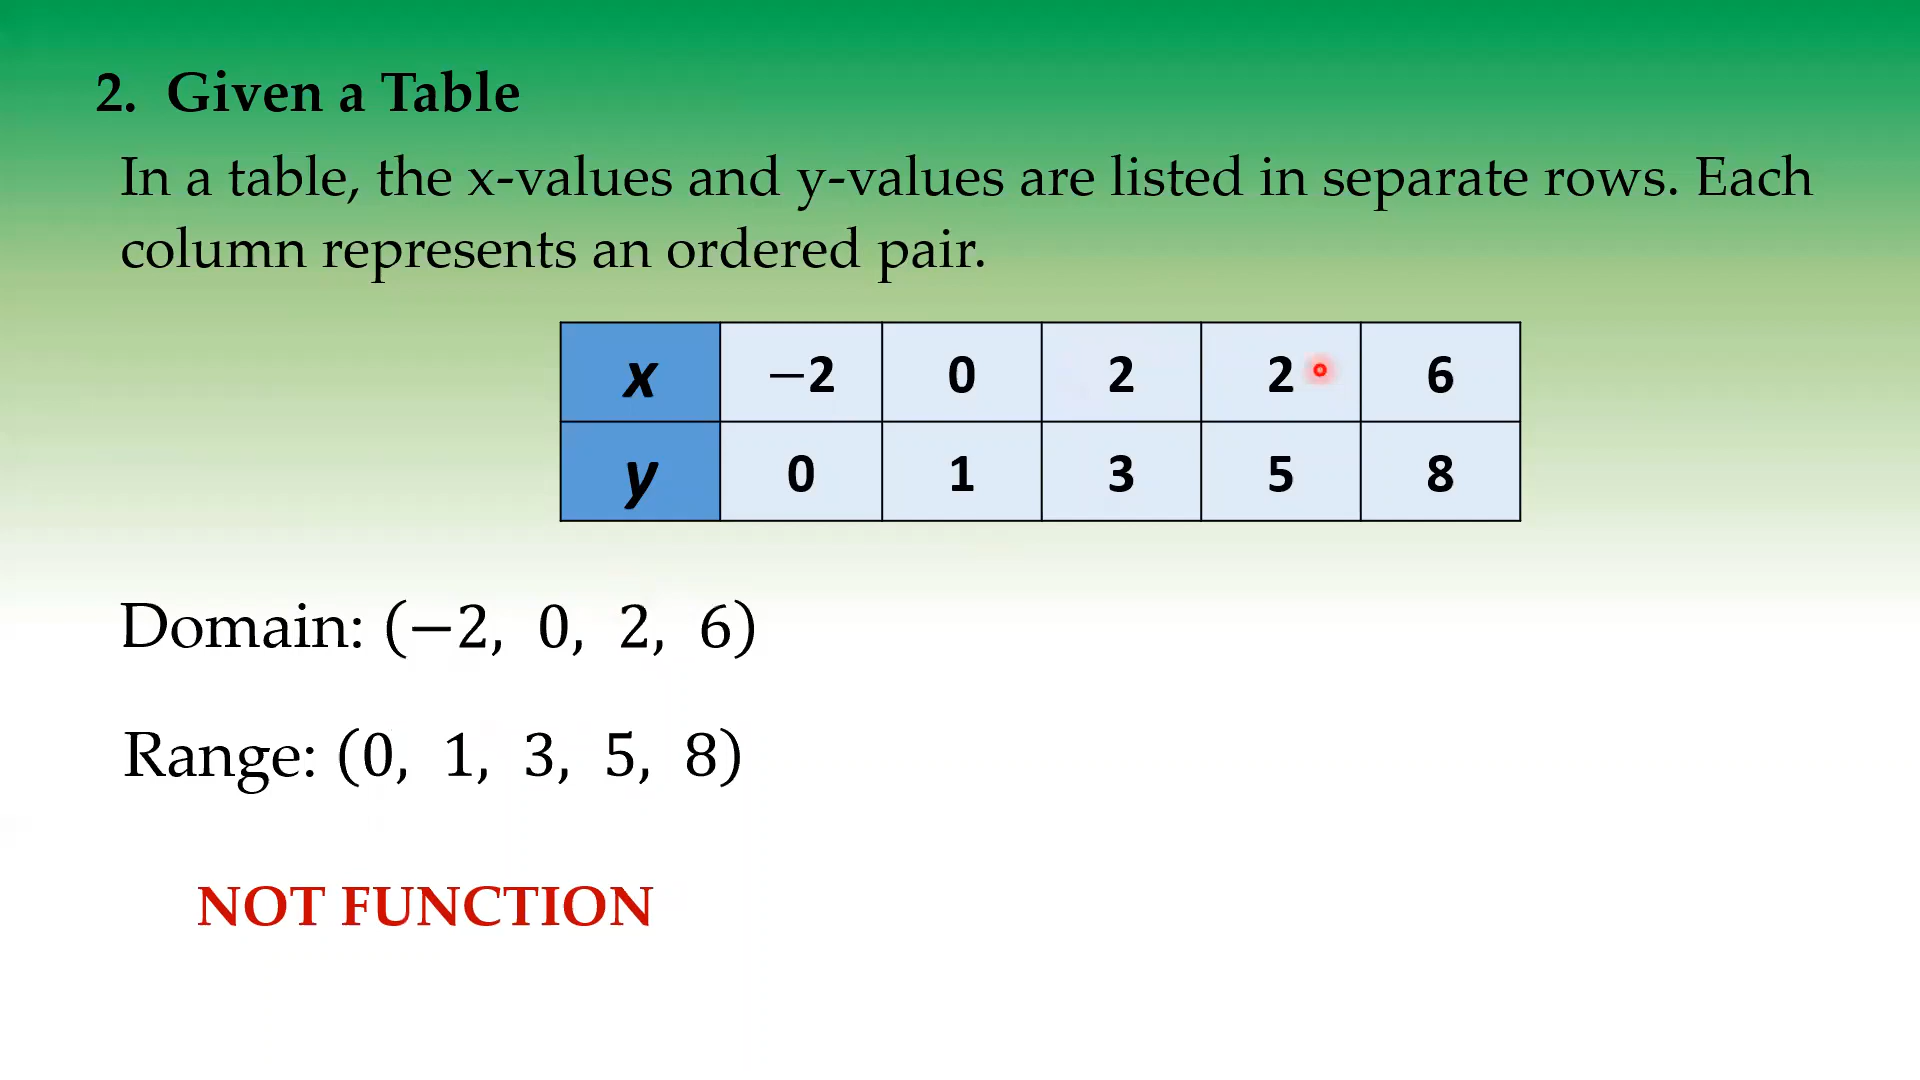 2. Given a Table
In a table, the x-values and y-values are listed in separate rows. Each
column represents an ordered pair.
x −2 0 2 2 6
y 0 1 3 5 8
Domain: (−2, 0, 2, 6)
Range: (0, 1, 3, 5, 8)
NOT FUNCTION